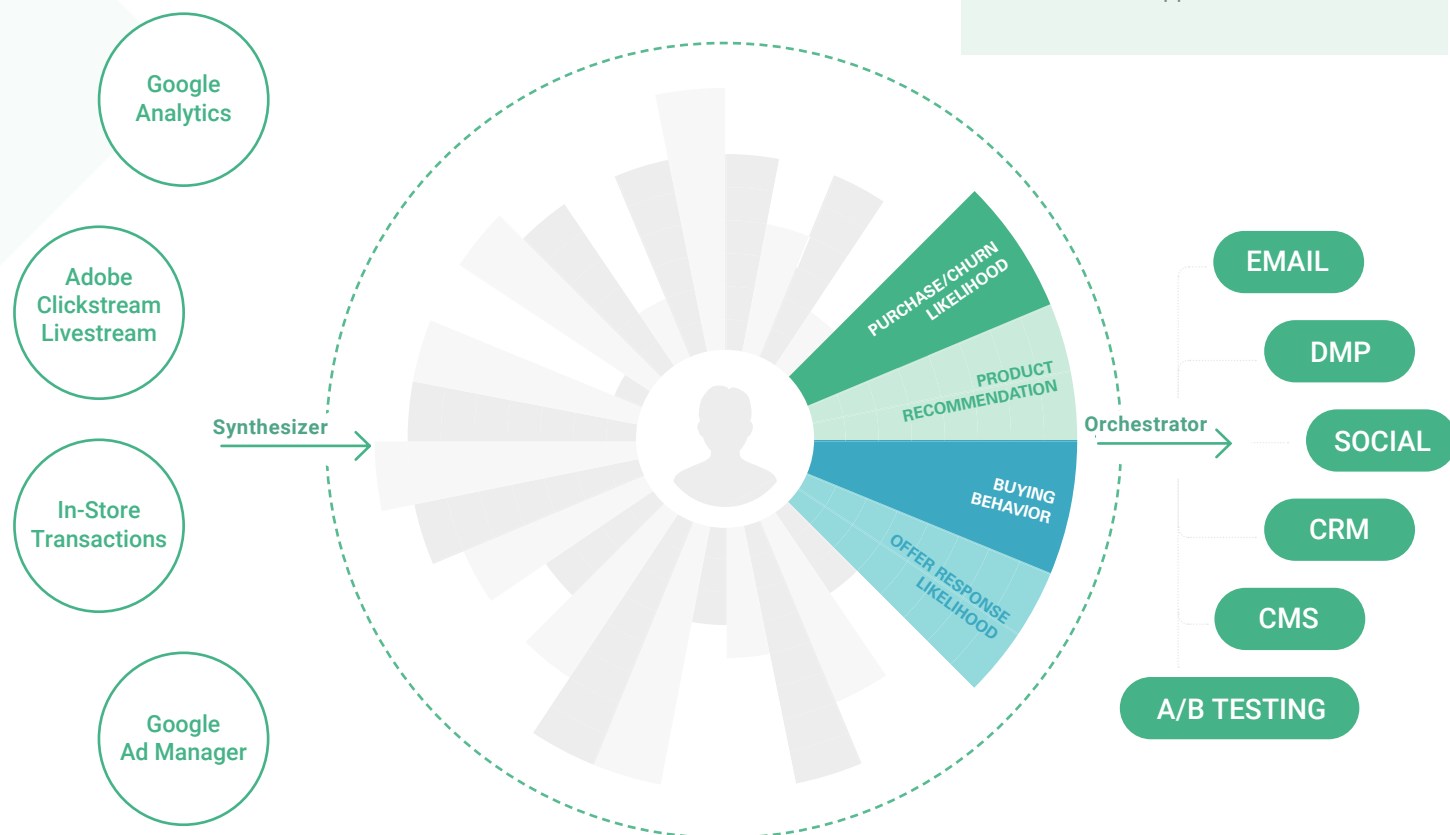 Google
Analytics
Adobe
Clickstream
Livestream
In-Store
Transactions
Google
Ad Manager
Synthesizer
PURCHASE/CHURN
LIKELIHOOD
PRODUCT
RECOMMENDATION
BUYING
BEHAVIOR
OFFER RESPONSE
LIKELIHOOD
Orchestrator
EMAIL
DMP
SOCIAL
CRM
CMS
A/B TESTING